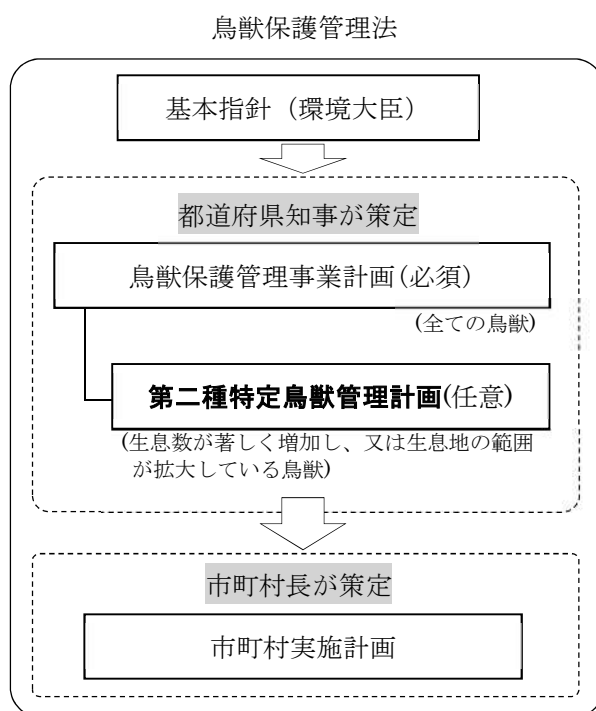 鳥獣保護管理法
基本指針（環境大臣）
都道府県知事が策定
鳥獣保護管理事業計画(必須)
(全ての鳥獣)
第二種特定鳥獣管理計画(任意)
(生息数が著しく増加し、又は生息地の範囲
が拡大している鳥獣)
市町村長が策定
市町村実施計画